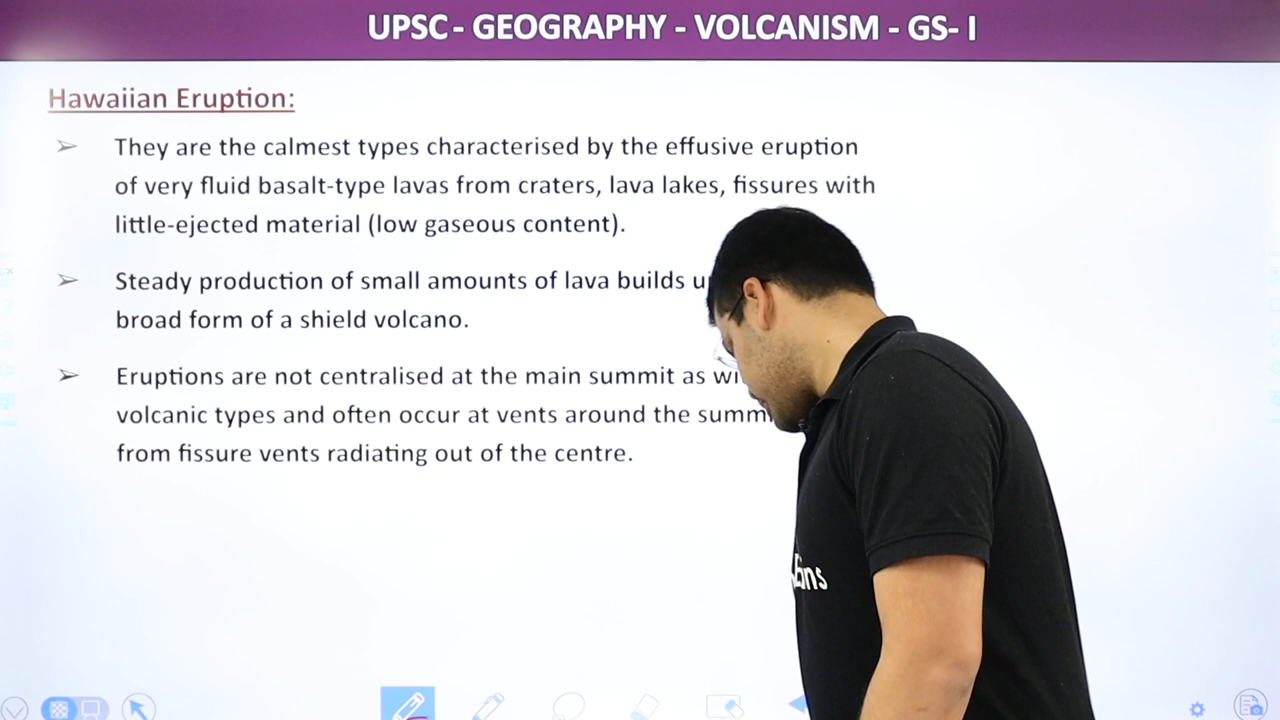 UPSC - GEOGRAPHY - VOLCANISM - GS- I
Hawaiian Eruption:
➢ They are the calmest types characterised by the effusive eruption
of very fluid basalt-type lavas from craters, lava lakes, fissures with
little-ejected material (low gaseous content).
➢ Steady production of small amounts of lava builds
broad form of a shield volcano.
➢ Eruptions are not centralised at the main summit as
volcanic types and often occur at vents around the
from fissure vents radiating out of the centre.